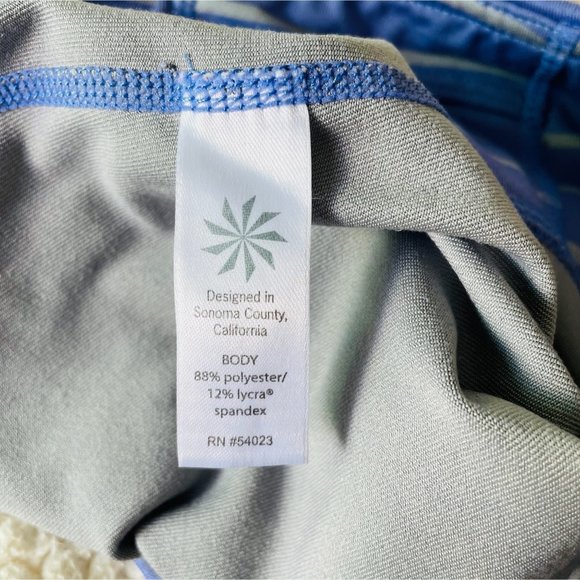 Designed in
Sonoma County,
California
BODY
88% polyester/
12% lycra®
spandex
RN #54023